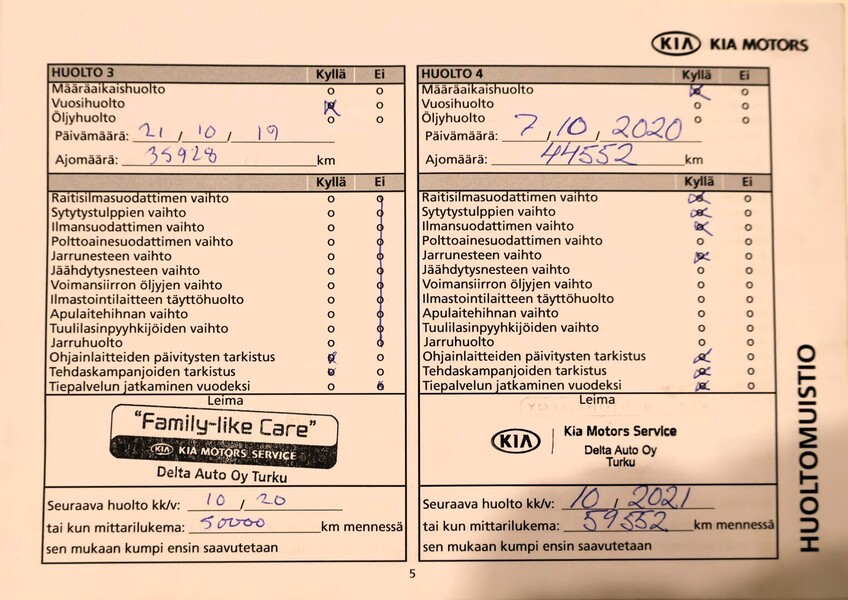 KIA KIA MOTORS
HUOLTO 3 Kyllä Ei
Määräaikaishuolto
Vuosihuolto
Öljyhuolto
Päivämäärä: 21 / 10 / 19
Ajomäärä: 35928 km
Kyllä Ei
Raitisilmasuodattimen vaihto
Sytytystulppien vaihto
Ilmansuodattimen vaihto
Polttoainesuodattimen vaihto
Jarrunesteen vaihto
Jäähdytysnesteen vaihto
Voimansiirron öljyjen vaihto
Ilmastointilaitteen täyttöhuolto
Apulaitehihnan vaihto
Tuulilasinpyyhkijöiden vaihto
Jarruhuolto
Ohjainlaitteiden päivitysten tarkistus
Tehdaskampanjoiden tarkistus
Tiepalvelun jatkaminen vuodeksi
Leima
"Family-like Care"
KIA KIA MOTORS SERVICE
Delta Auto Oy Turku
Seuraava huolto kk/v: 10 / 20
tai kun mittarilukema: 50000 km mennessä
sen mukaan kumpi ensin saavutetaan
HUOLTO 4 Kyllä Ei
Määräaikaishuolto
Vuosihuolto
Öljyhuolto
Päivämäärä: 7 / 10 / 2020
Ajomäärä: 44552 km
Kyllä Ei
Raitisilmasuodattimen vaihto
Sytytystulppien vaihto
Ilmansuodattimen vaihto
Polttoainesuodattimen vaihto
Jarrunesteen vaihto
Jäähdytysnesteen vaihto
Voimansiirron öljyjen vaihto
Ilmastointilaitteen täyttöhuolto
Apulaitehihnan vaihto
Tuulilasinpyyhkijöiden vaihto
Jarruhuolto
Ohjainlaitteiden päivitysten tarkistus
Tehdaskampanjoiden tarkistus
Tiepalvelun jatkaminen vuodeksi
Leima
KIA Kia Motors Service
Delta Auto Oy
Turku
Seuraava huolto kk/v: 10 / 2021
tai kun mittarilukema: 59552 km mennessä
sen mukaan kumpi ensin saavutetaan
HUOLTOMUISTIO
5